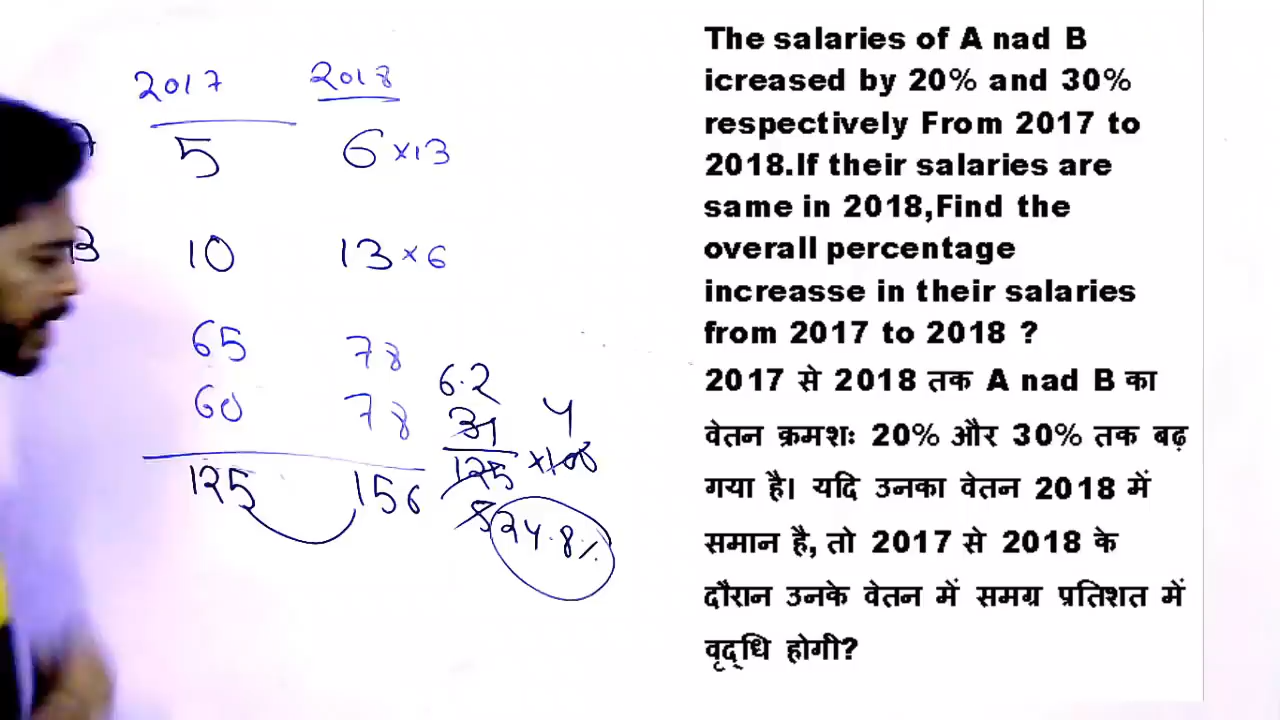 2017 2018
5 6 ×13
10 13 × 6
65 78
60 78
125 156
6.2
31 4
125 ×100
5 24.8%
The salaries of A nad B
icreased by 20% and 30%
respectively From 2017 to
2018.If their salaries are
same in 2018,Find the
overall percentage
increasse in their salaries
from 2017 to 2018 ?
2017 से 2018 तक A nad B का
वेतन क्रमशः 20% और 30% तक बढ़
गया है। यदि उनका वेतन 2018 में
समान है, तो 2017 से 2018 के
दौरान उनके वेतन में समग्र प्रतिशत में
वृद्धि होगी?